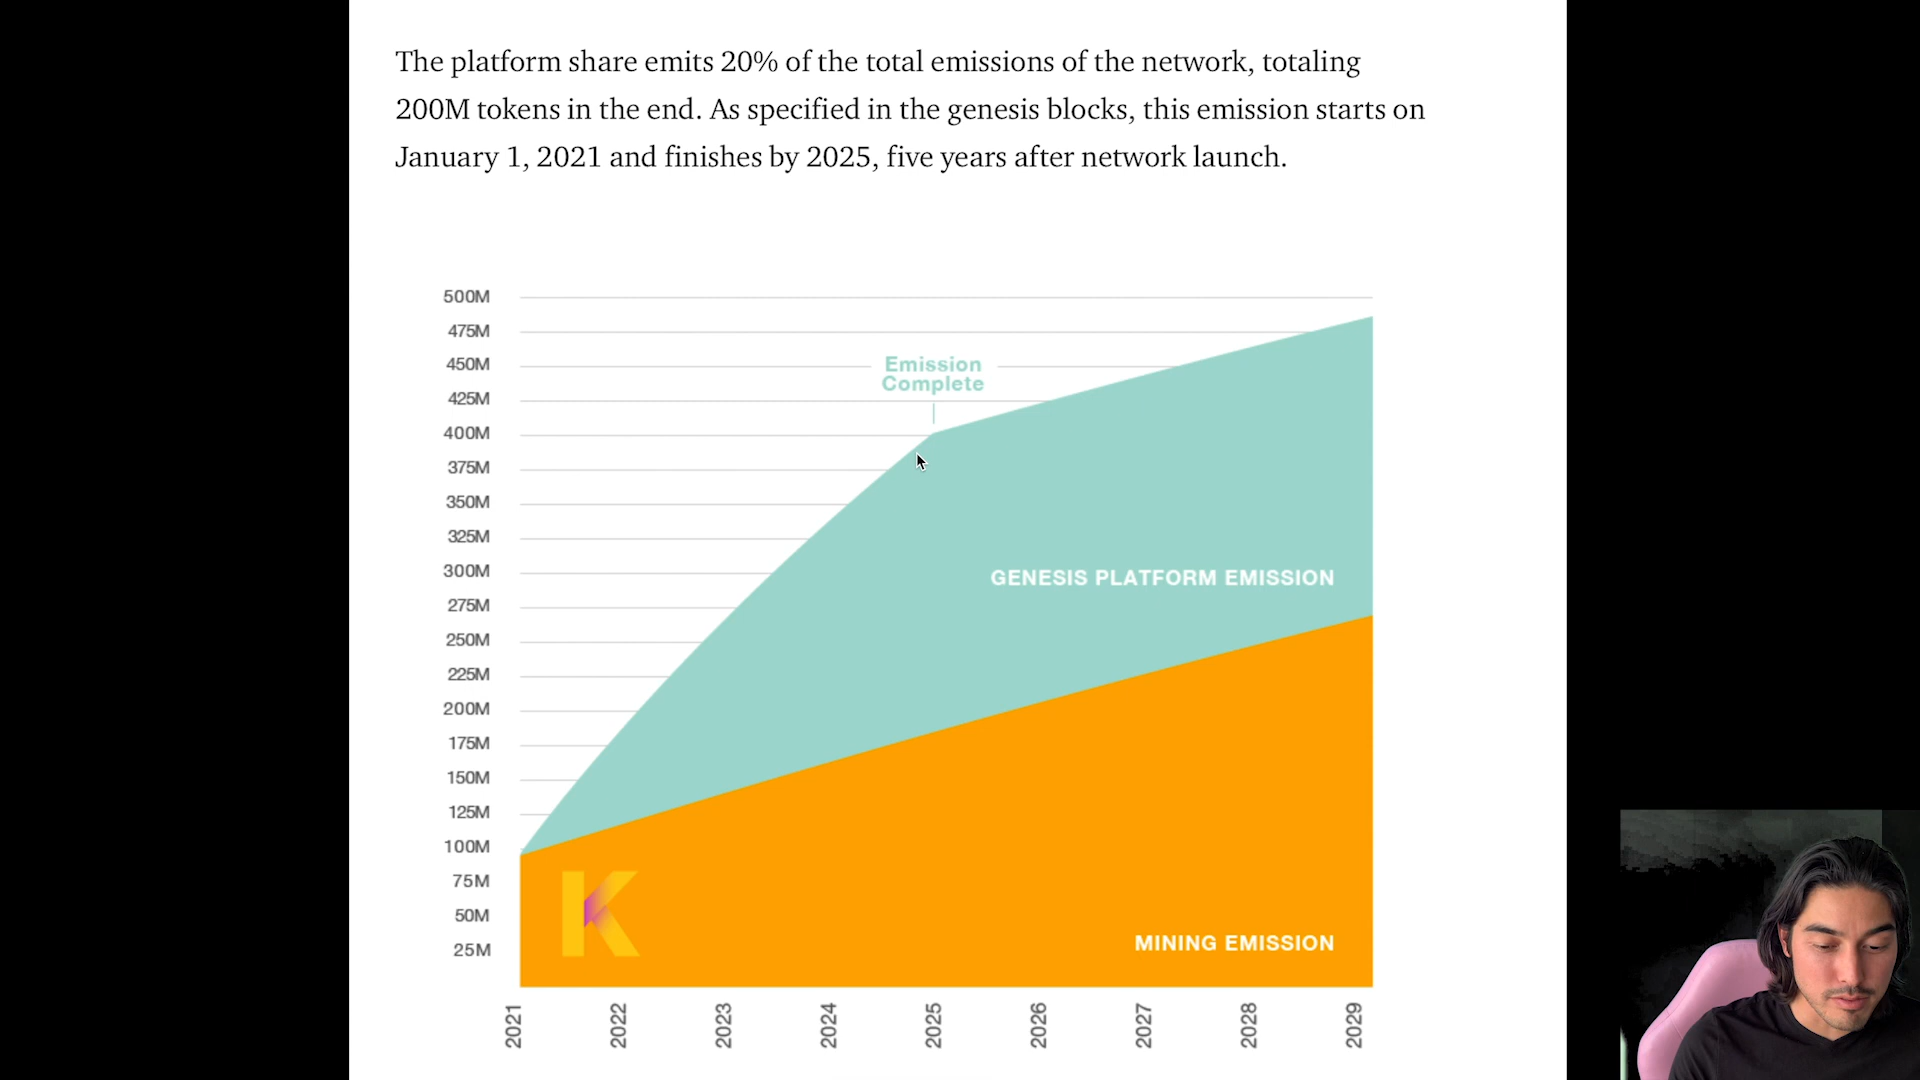 The platform share emits 20% of the total emissions of the network, totaling
200M tokens in the end. As specified in the genesis blocks, this emission starts on
January 1, 2021 and finishes by 2025, five years after network launch.
500M
475M
450M
Emission
Complete
425M
400M
375M
350M
325M
300M
GENESIS PLATFORM EMISSION
275M
250M
225M
200M
175M
150M
125M
100M
75M
K
50M
25M
MINING EMISSION
2021
2022
2023
2024
2025
2026
2027
2028
2029